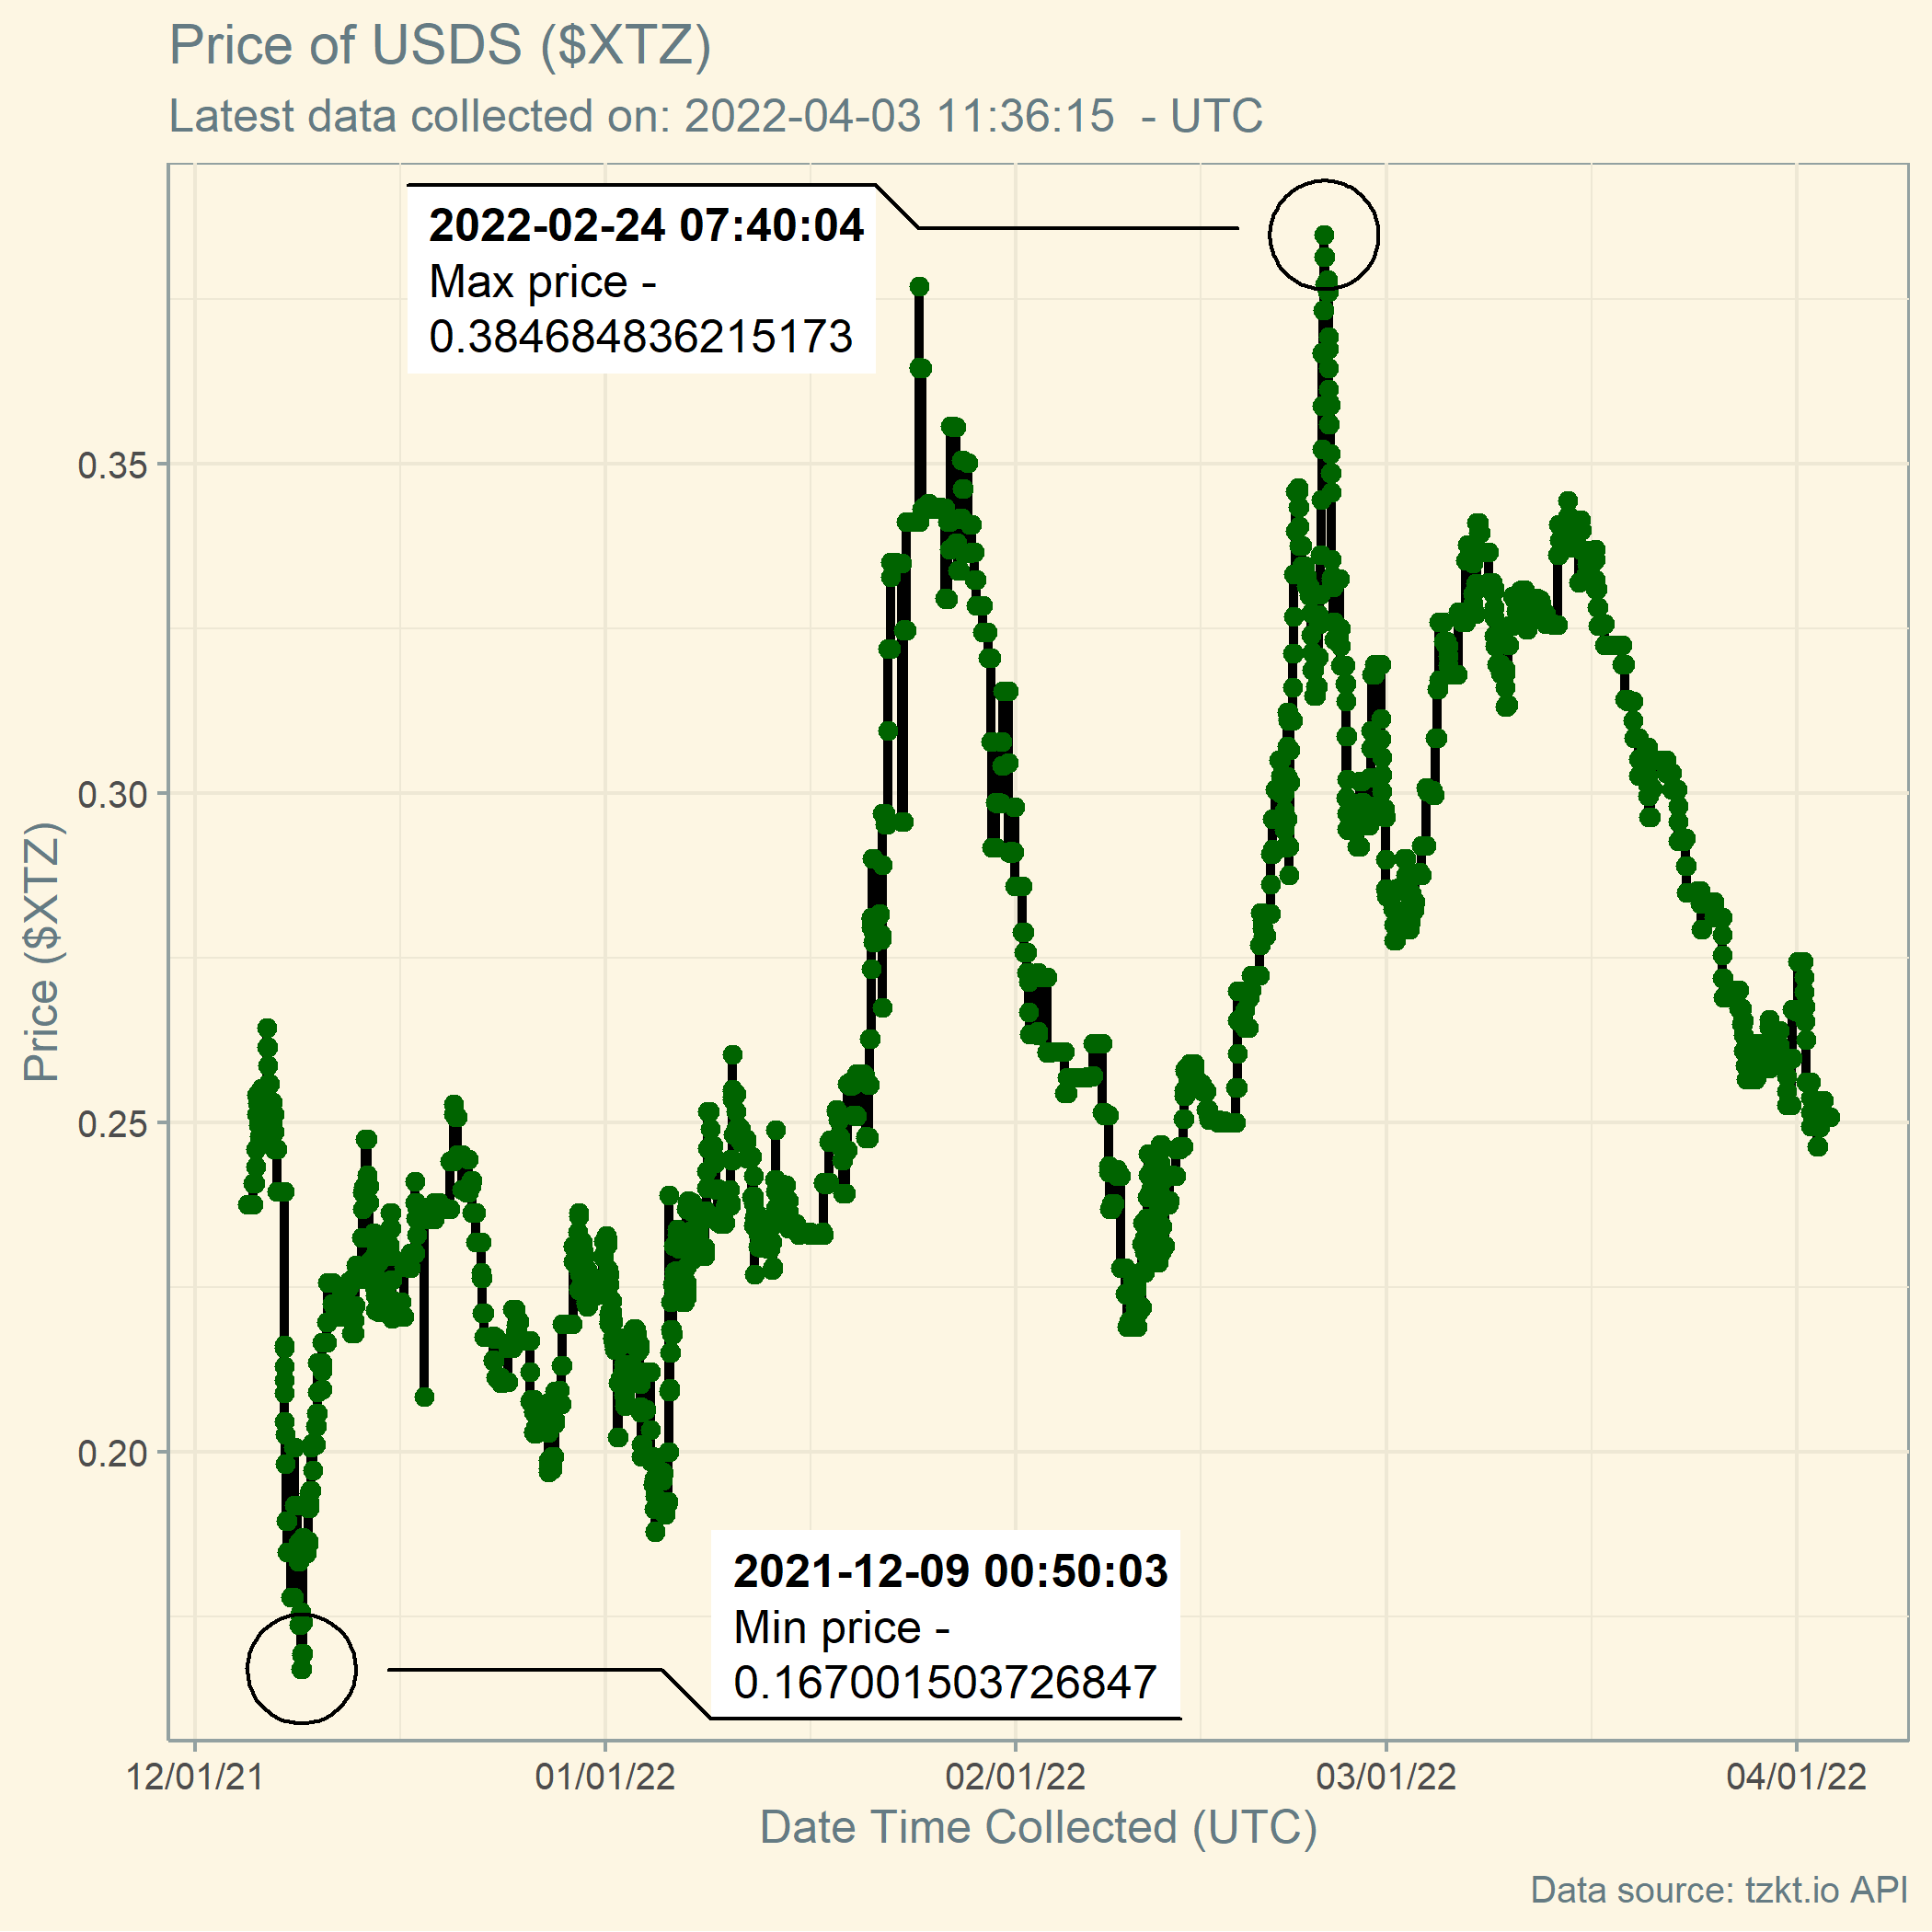 Price of USDS ($XTZ)
Latest data collected on: 2022-04-03 11:36:15  - UTC
2022-02-24 07:40:04
Max price -
0.384684836215173
0.35
0.30
0.25
0.20
Price ($XTZ)
2021-12-09 00:50:03
Min price -
0.167001503726847
12/01/21 01/01/22 02/01/22 03/01/22 04/01/22
Date Time Collected (UTC)
Data source: tzkt.io API